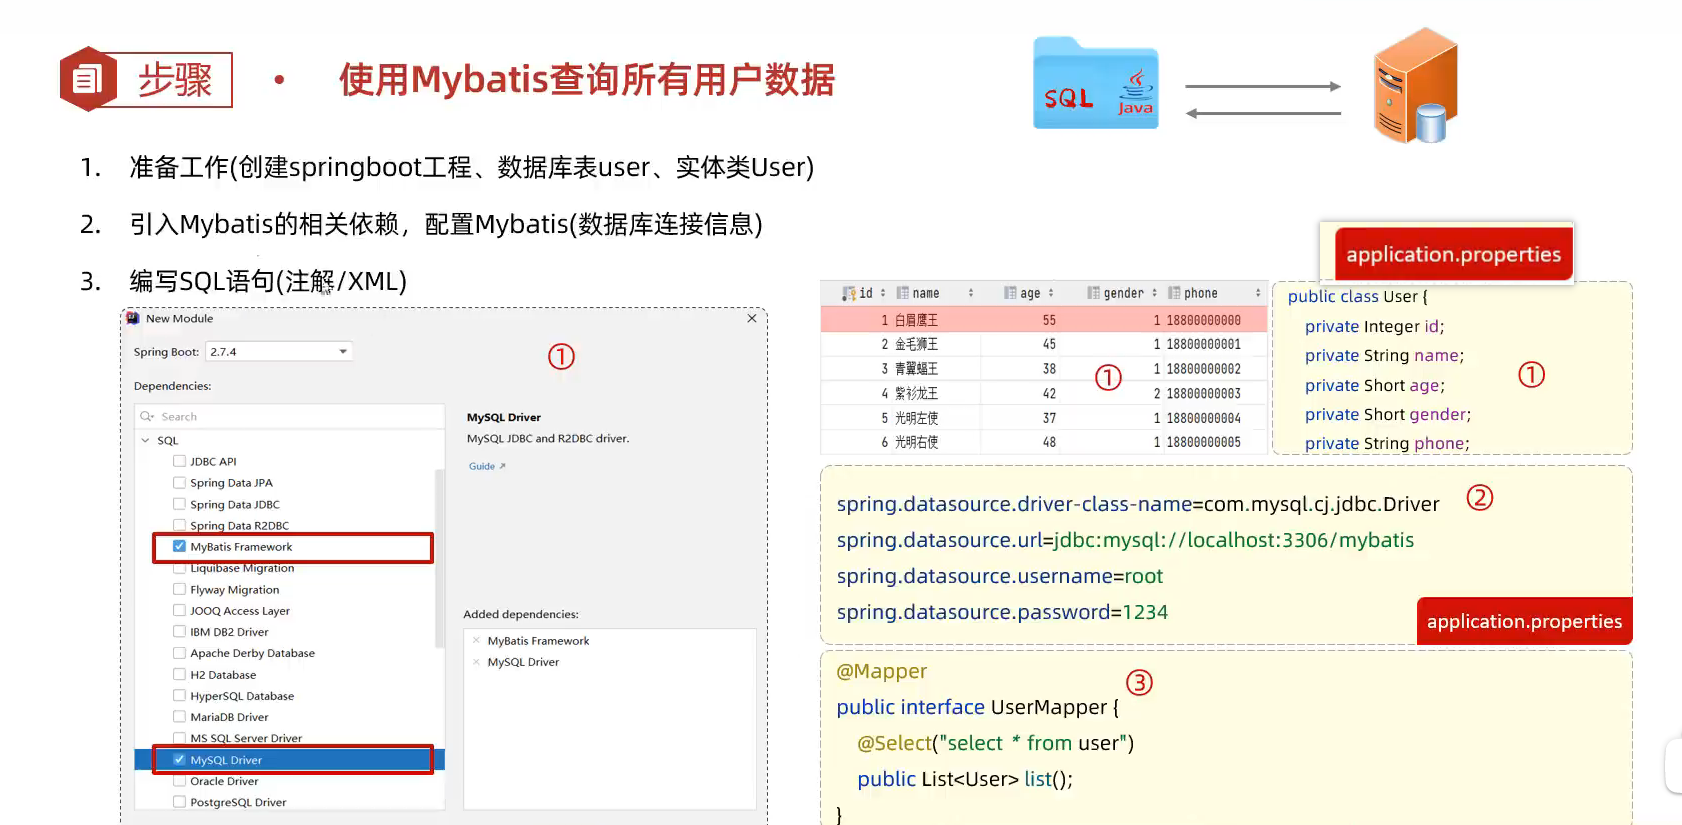 步骤
使用Mybatis查询所有用户数据
SQL
Java
1. 准备工作(创建springboot工程、数据库表user、实体类User)
2. 引入Mybatis的相关依赖，配置Mybatis(数据库连接信息)
3. 编写SQL语句(注解/XML)
New Module
Spring Boot: 2.7.4
①
Dependencies:
Search
SQL
JDBC API
Spring Data JPA
Spring Data JDBC
Spring Data R2DBC
MyBatis Framework
Liquibase Migration
Flyway Migration
JOOQ Access Layer
IBM DB2 Driver
Apache Derby Database
H2 Database
HyperSQL Database
MariaDB Driver
MS SQL Server Driver
MySQL Driver
Oracle Driver
PostgreSQL Driver
MySQL Driver
MySQL JDBC and R2DBC driver.
Guide
Added dependencies:
MyBatis Framework
MySQL Driver
id name age gender phone
1 白眉鹰王 55 1 18800000000
2 金毛狮王 45 1 18800000001
3 青翼蝠王 38 1 18800000002
4 紫衫龙王 42 2 18800000003
5 光明左使 37 1 18800000004
6 光明右使 48 1 18800000005
①
application.properties
public class User {
private Integer id;
private String name;
private Short age;
private Short gender;
private String phone;
①
spring.datasource.driver-class-name=com.mysql.cj.jdbc.Driver
②
spring.datasource.url=jdbc:mysql://localhost:3306/mybatis
spring.datasource.username=root
spring.datasource.password=1234
application.properties
@Mapper
③
public interface UserMapper {
@Select("select * from user")
public List<User> list();
}